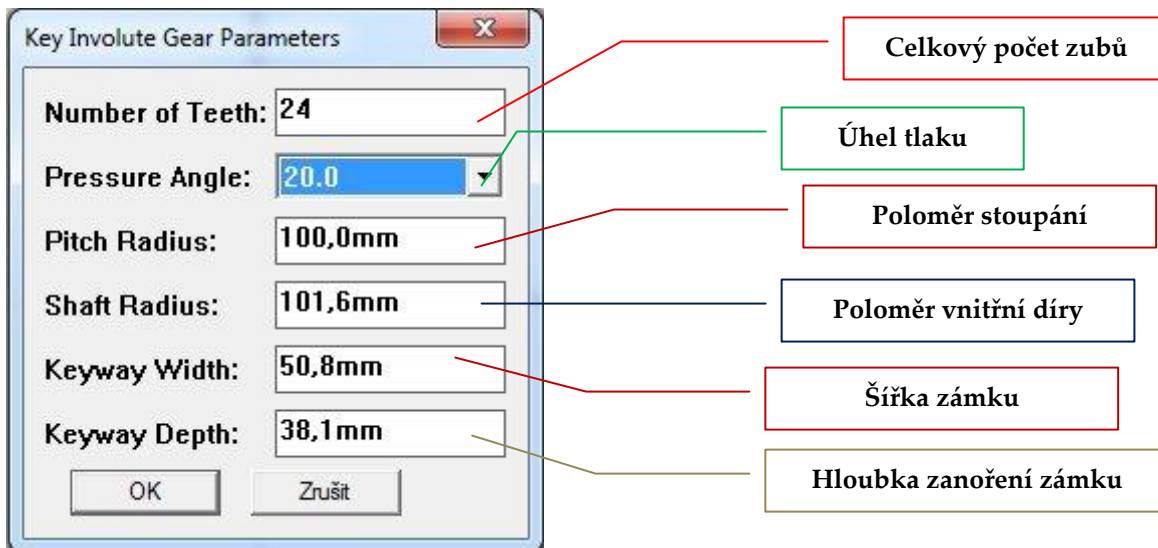 Key Involute Gear Parameters
Celkový počet zubů
Number of Teeth: 24
Úhel tlaku
Pressure Angle: 20.0
Poloměr stoupání
Pitch Radius: 100,0mm
Shaft Radius: 101,6mm
Poloměr vnitřní díry
Keyway Width: 50,8mm
Šířka zámku
Keyway Depth: 38,1mm
Hloubka zanoření zámku
OK
Zrušit